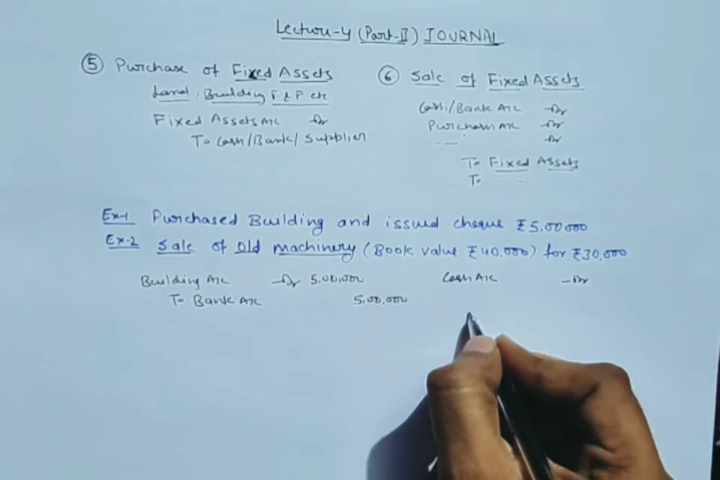 Lecture-4 (Part-II) JOURNAL
⑤ Purchase of Fixed Assets
Land, Building F & F etc
Fixed Assets A/c Dr
To Cash/Bank/Supplier
⑥ Sale of Fixed Assets
Cash/Bank A/c Dr
Purchaser A/c Dr
Dr
To Fixed Assets
To
Ex-1 Purchased Building and issued cheque ₹5,00,000
Ex-2 Sale of Old machinery (Book value ₹40,000) for ₹30,000
Building A/c Dr 5,00,000
To Bank A/c 5,00,000
Cash A/c Dr